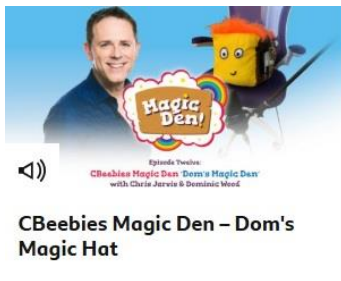 Magic
Den!
Episode Twelve:
CBeebies Magic Den 'Dom's Magic Den'
with Chris Jarvis & Dominic Wood
CBeebies Magic Den – Dom's
Magic Hat